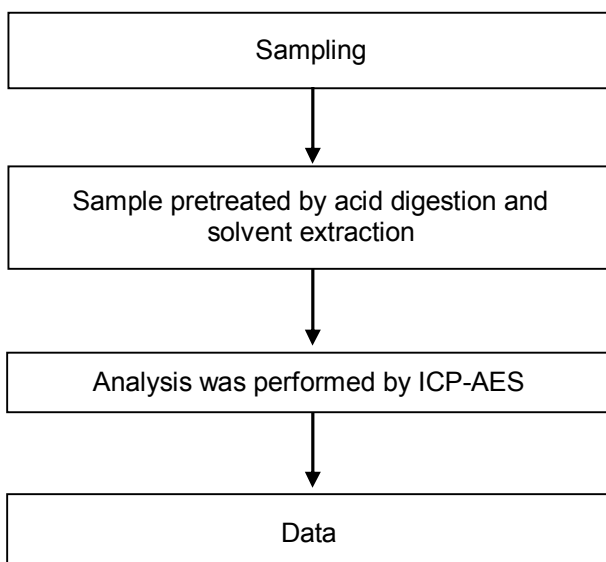 Sampling
Sample pretreated by acid digestion and
solvent extraction
Analysis was performed by ICP-AES
Data